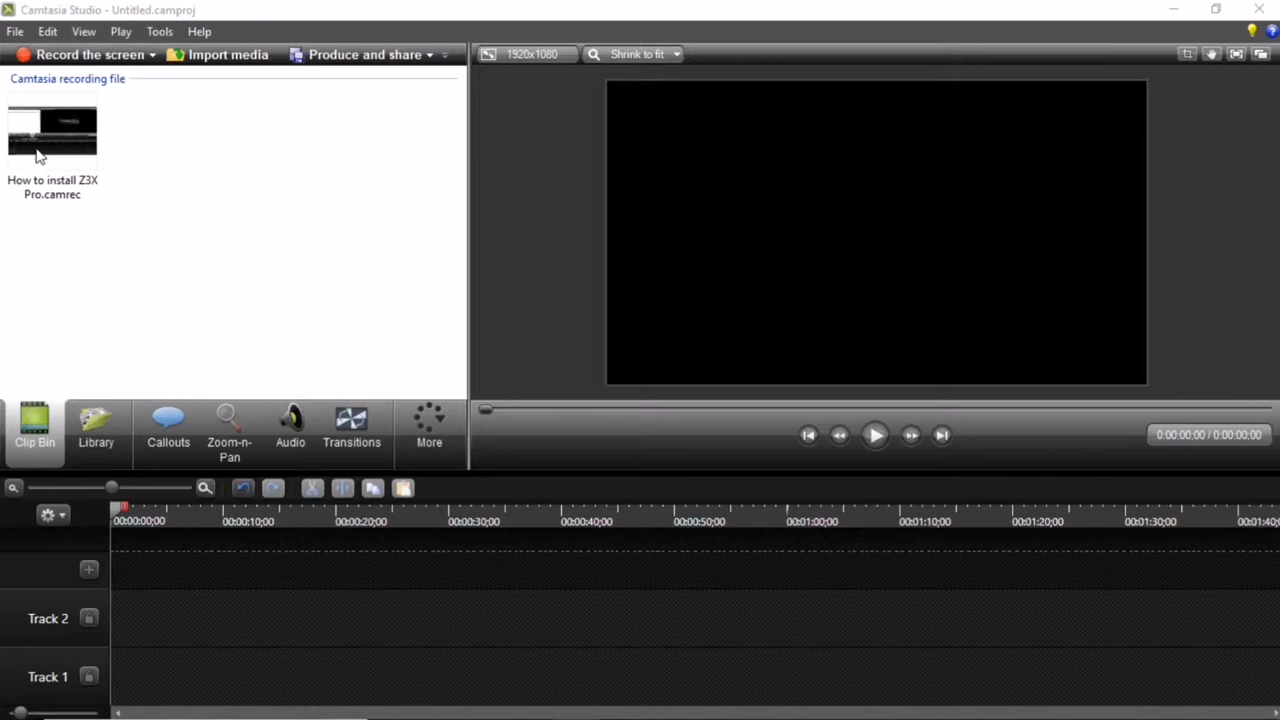 Camtasia Studio - Untitled.camproj
File Edit View Play Tools Help
Record the screen Import media Produce and share
1920x1080 Shrink to fit
Camtasia recording file
How to install Z3X
Pro.camrec
Clip Bin Library Callouts Zoom-n-
Pan Audio Transitions More
0:00:00;00 / 0:00:00;00
00:00:00;00 00:00:10;00 00:00:20;00 00:00:30;00 00:00:40;00 00:00:50;00 00:01:00;00 00:01:10;00 00:01:20;00 00:01:30;00 00:01:40;
Track 2
Track 1